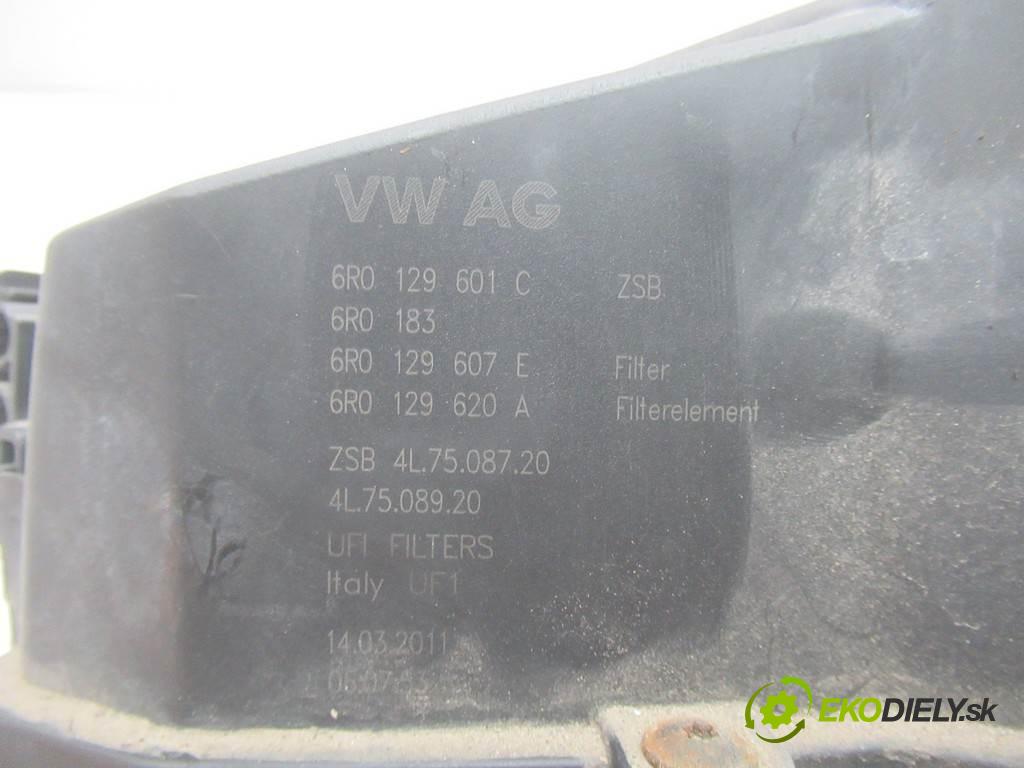 VW AG
6R0 129 601 C ZSB
6R0 183
6R0 129 607 E Filter
6R0 129 620 A Filterelement
ZSB 4L.75.087.20
4L.75.089.20
UFI FILTERS
Italy UF1
14.03.2011
EKODIELY.sk